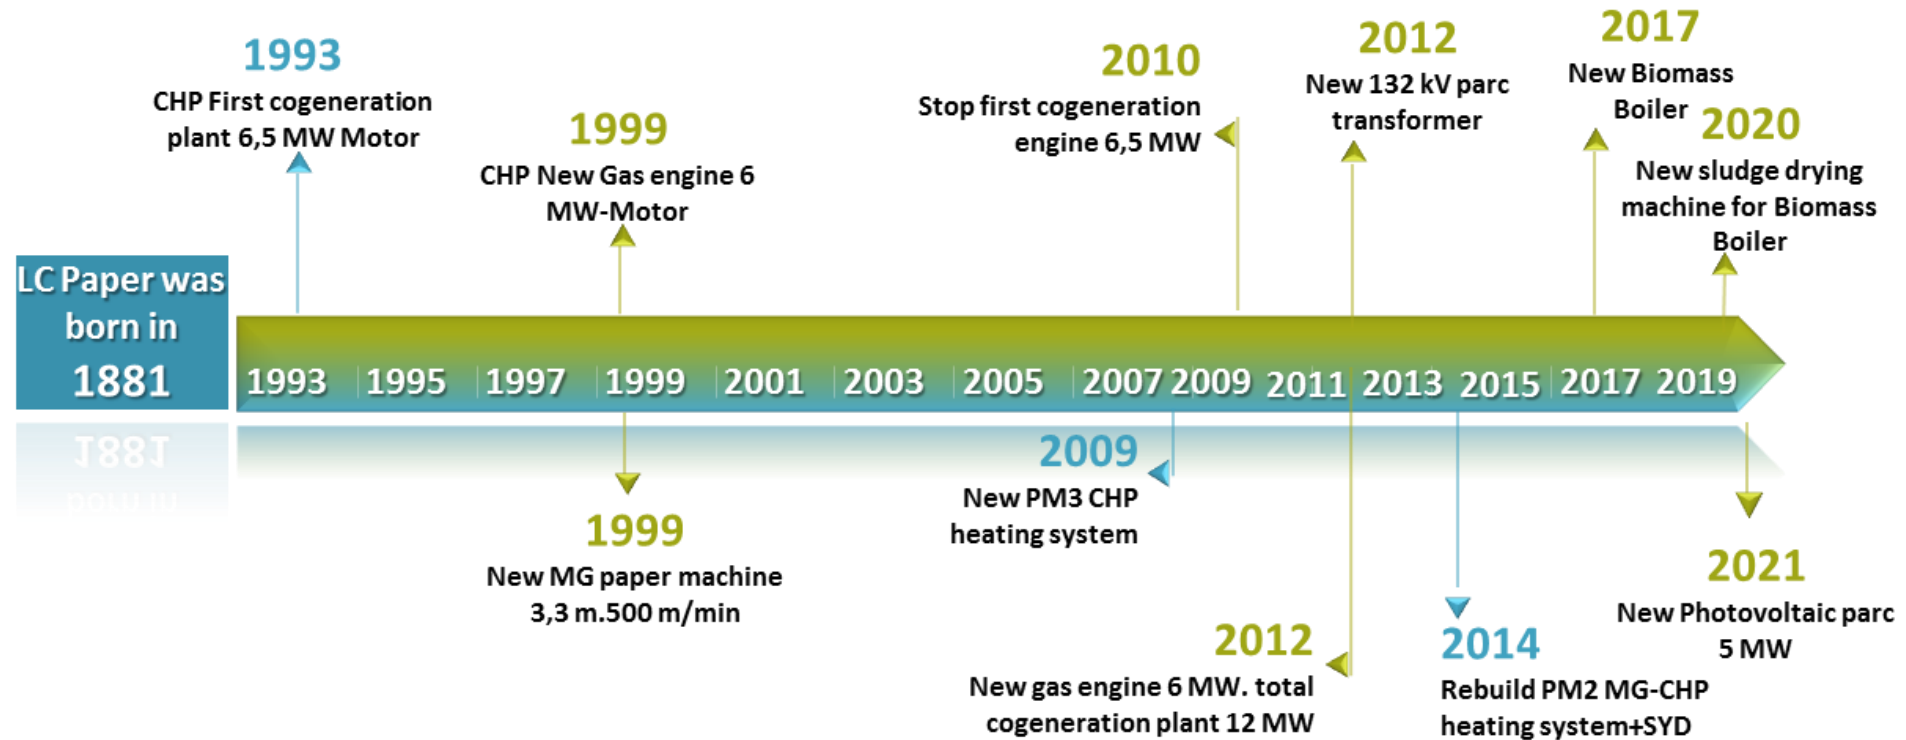 1993
CHP First cogeneration
plant 6,5 MW Motor
1999
CHP New Gas engine 6
MW-Motor
2010
Stop first cogeneration
engine 6,5 MW
2012
New 132 kV parc
transformer
2017
New Biomass
Boiler
2020
New sludge drying
machine for Biomass
Boiler
LC Paper was
born in
1881
1993 1995 1997 1999 2001 2003 2005 2007 2009 2011 2013 2015 2017 2019
1999
New MG paper machine
3,3 m.500 m/min
2009
New PM3 CHP
heating system
2012
New gas engine 6 MW. total
cogeneration plant 12 MW
2014
Rebuild PM2 MG-CHP
heating system+SYD
2021
New Photovoltaic parc
5 MW